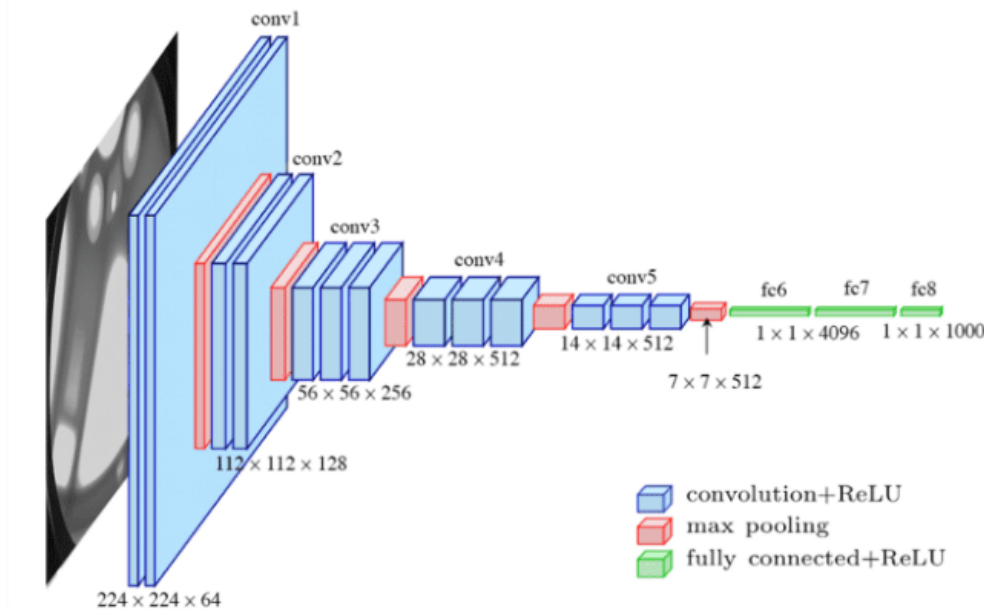 conv1
conv2
conv3
conv4
conv5
fc6 fc7 fc8
1 × 1 × 4096 1 × 1 × 1000
14 × 14 × 512
28 × 28 × 512
7 × 7 × 512
56 × 56 × 256
112 × 112 × 128
224 × 224 × 64
convolution+ReLU
max pooling
fully connected+ReLU